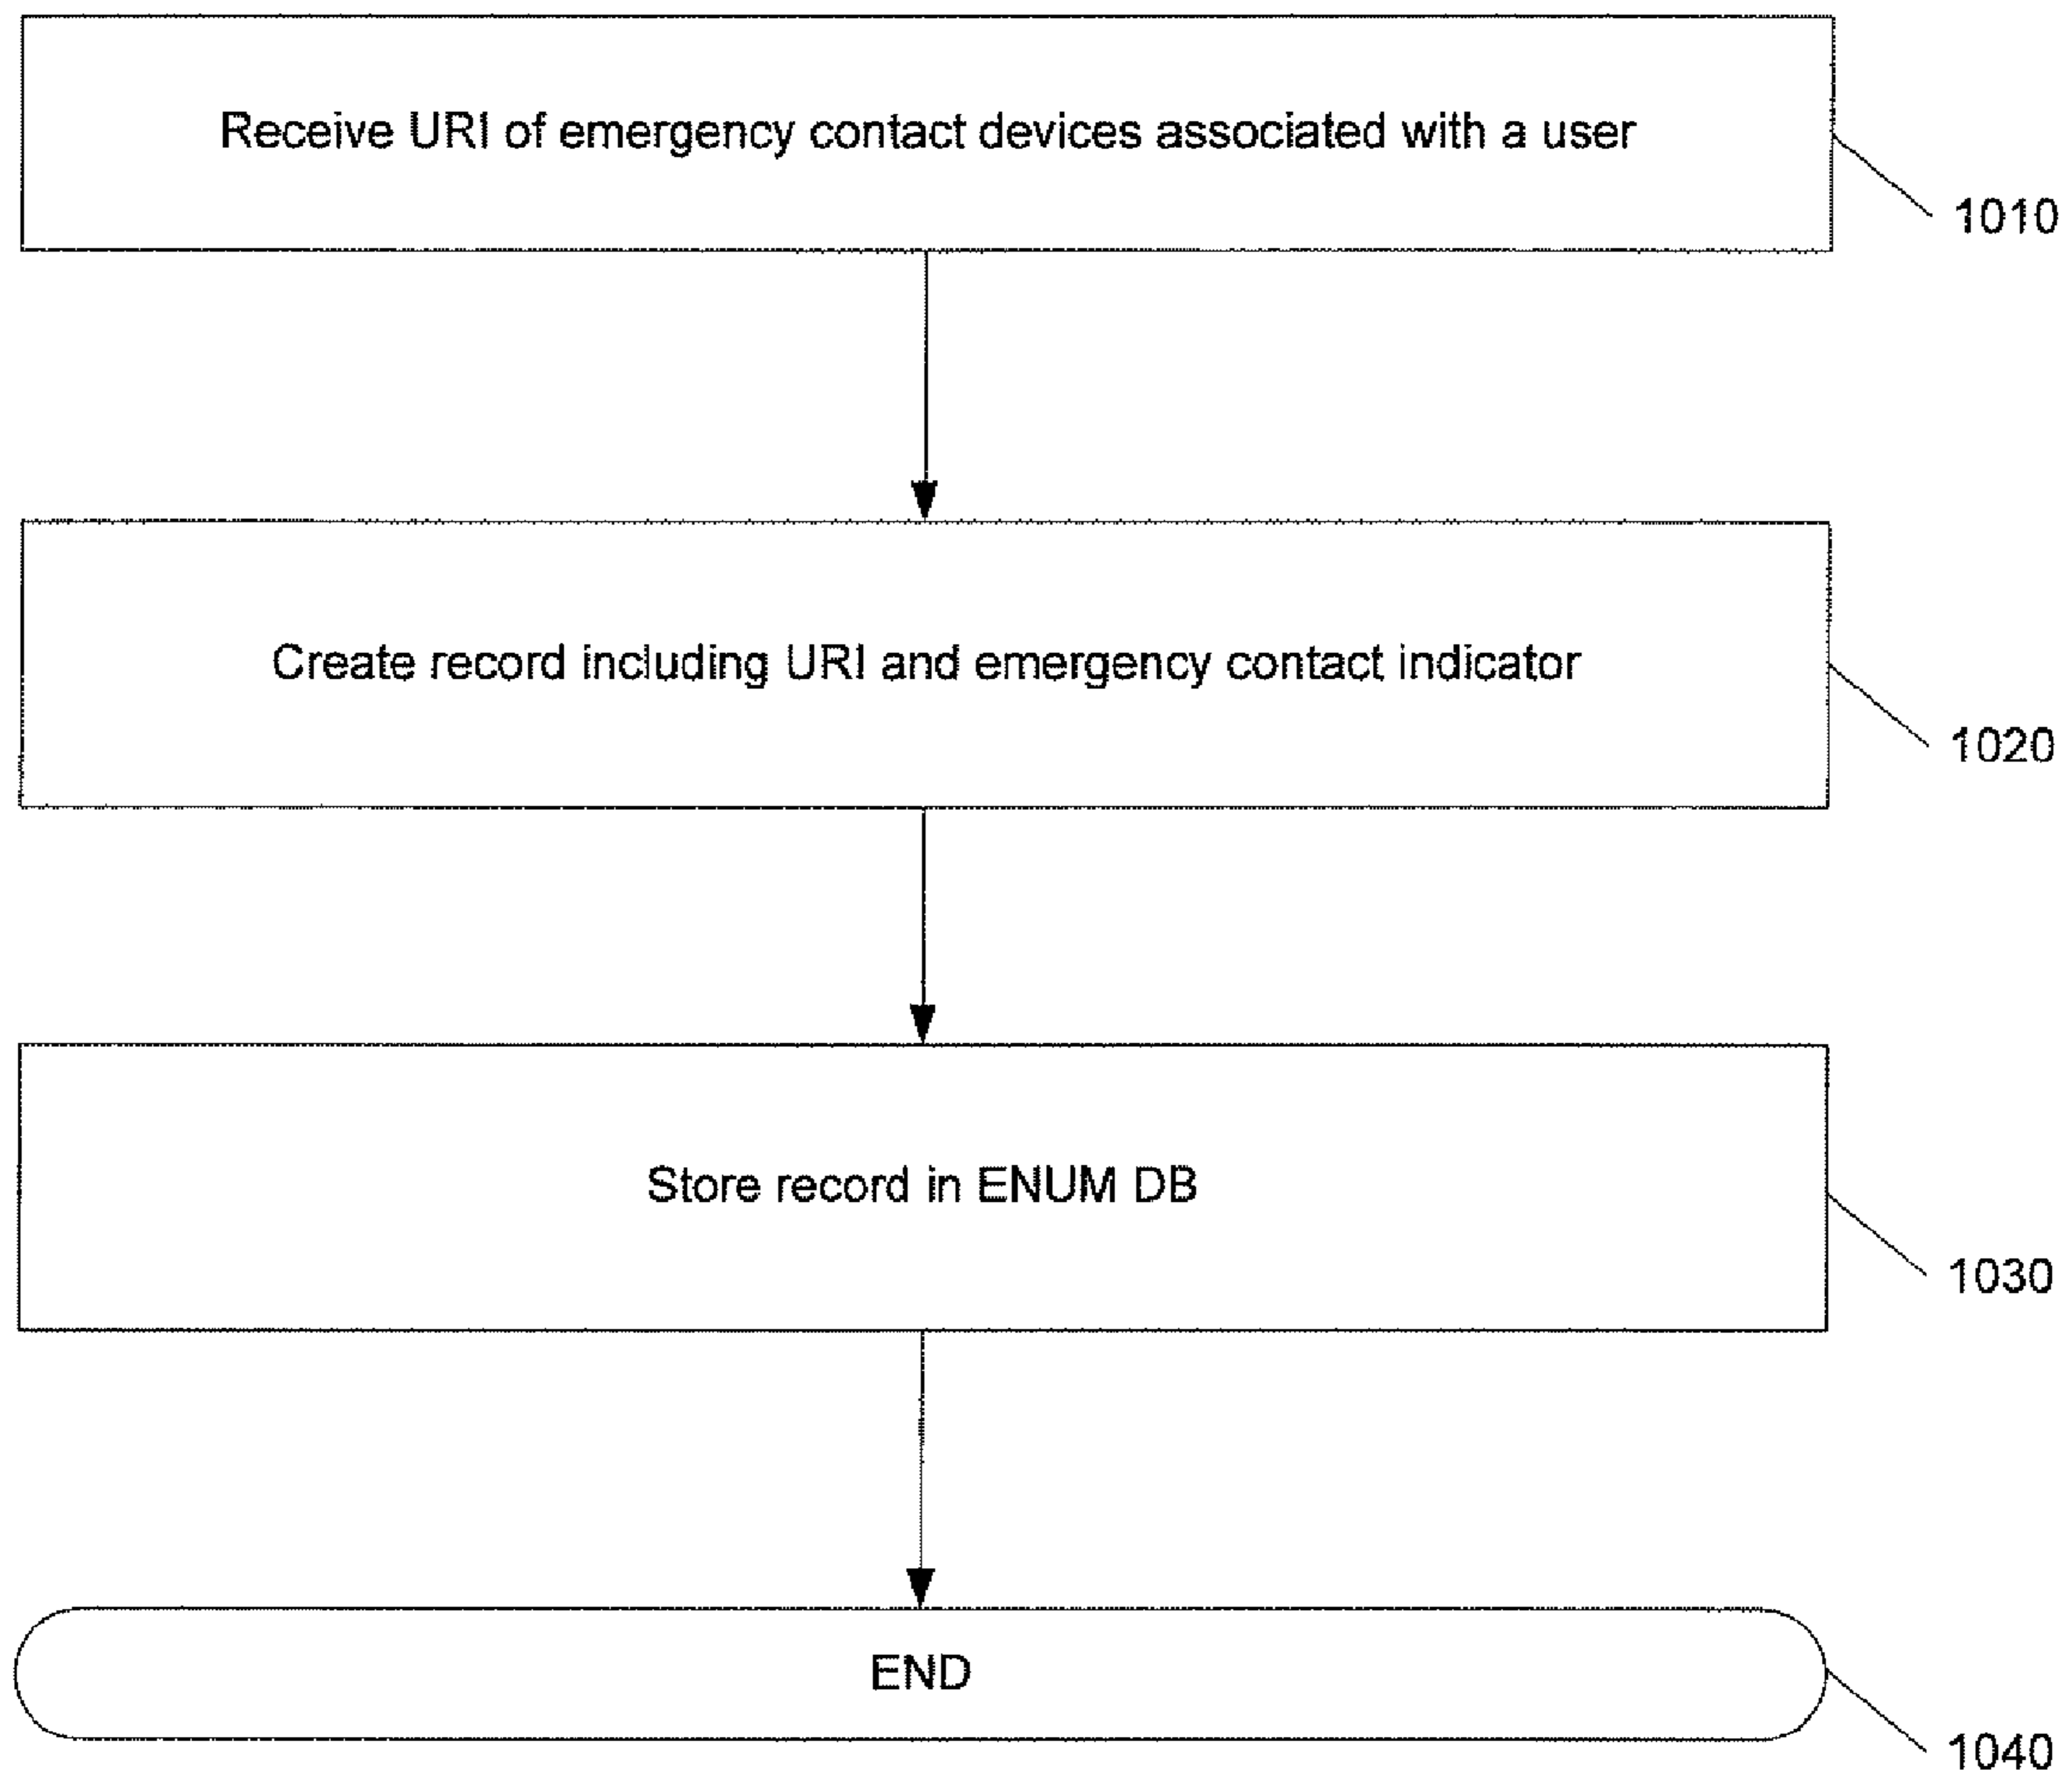 Receive URI of emergency contact devices associated with a user
1010
Create record including URI and emergency contact indicator
1020
Store record in ENUM DB
1030
END
1040